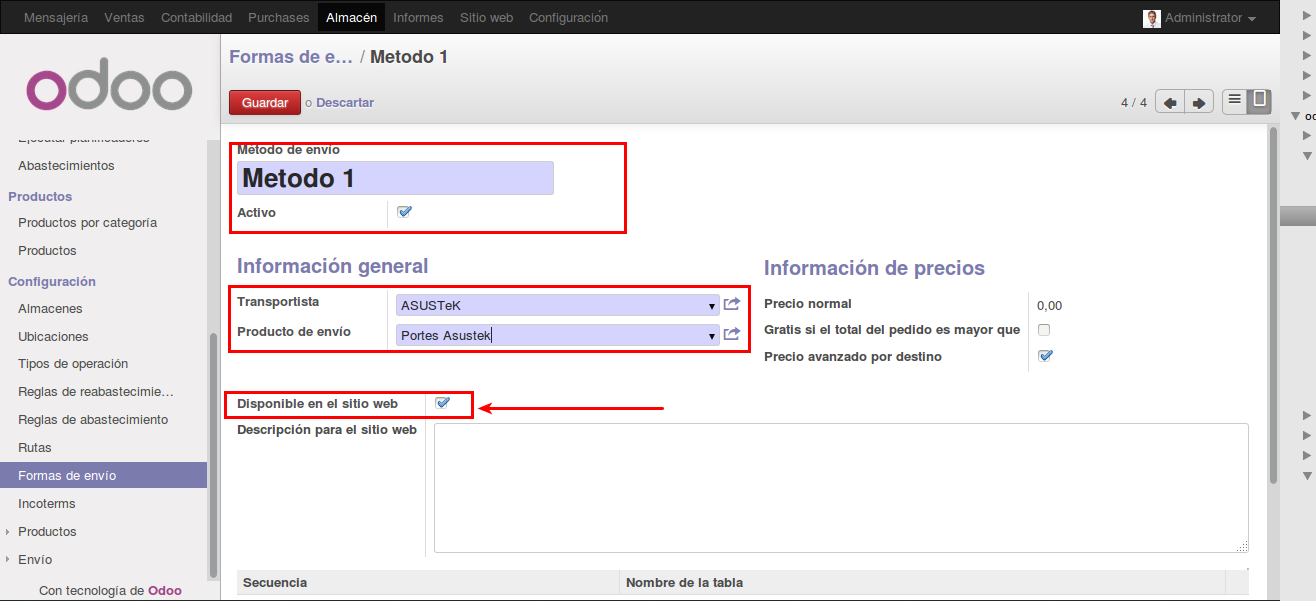 Mensajería Ventas Contabilidad Purchases Almacén Informes Sitio web Configuración Administrator
odoo
Ejecutar planificadores
Abastecimientos
Productos
Productos por categoría
Productos
Configuración
Almacenes
Ubicaciones
Tipos de operación
Reglas de reabastecimie...
Reglas de abastecimiento
Rutas
Formas de envío
Incoterms
Productos
Envío
Con tecnología de Odoo
Formas de e... / Metodo 1
Guardar o Descartar 4 / 4
Método de envío
Metodo 1
Activo
Información general
Transportista ASUSTeK
Producto de envío Portes Asustek
Información de precios
Precio normal 0,00
Gratis si el total del pedido es mayor que
Precio avanzado por destino
Disponible en el sitio web
Descripción para el sitio web
Secuencia Nombre de la tabla